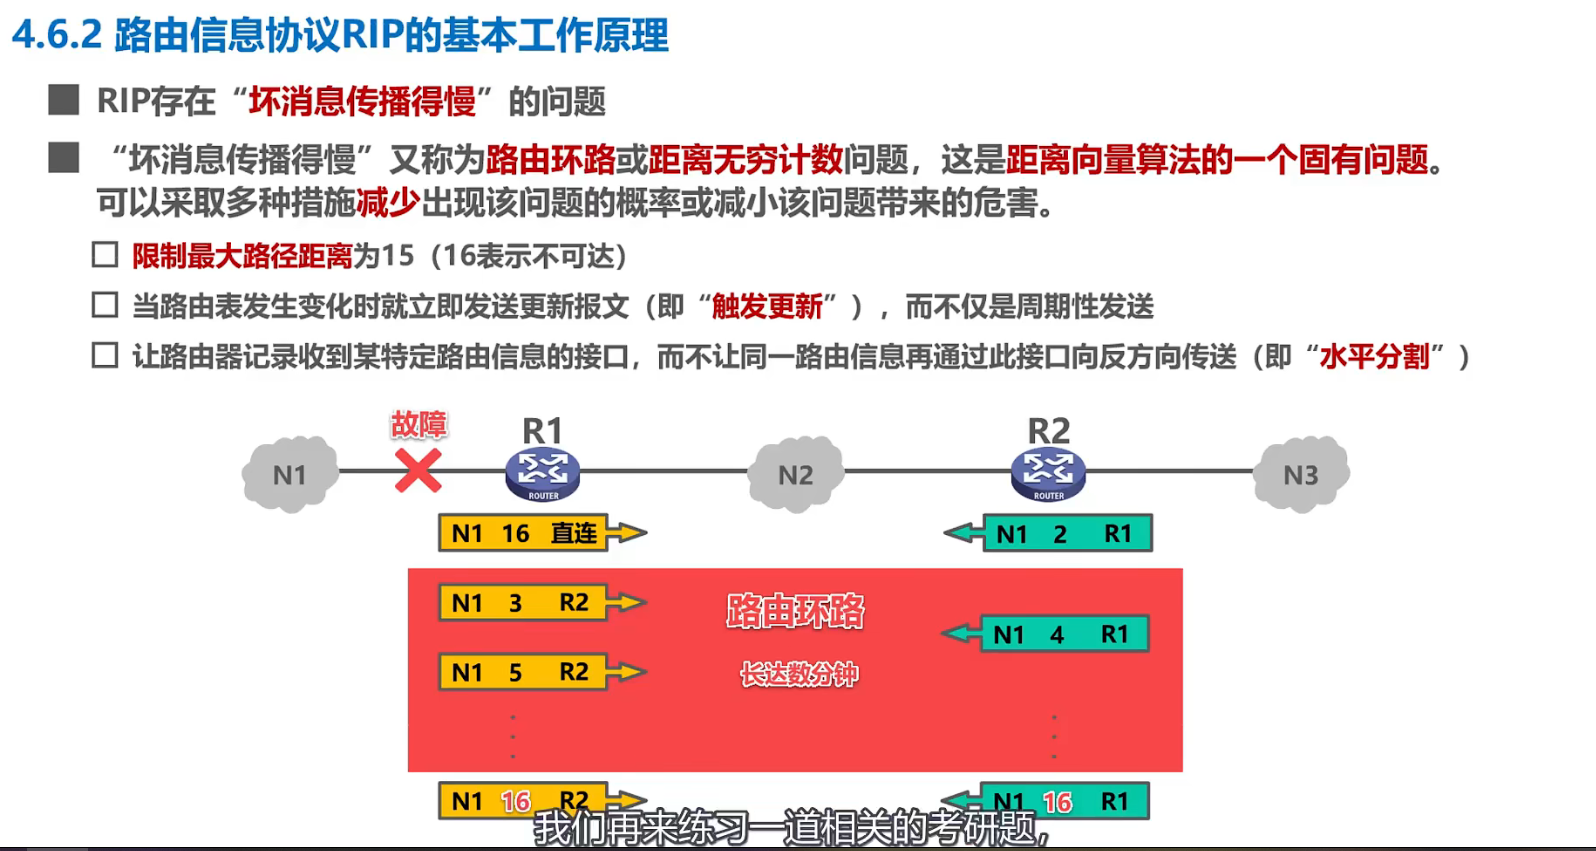 4.6.2 路由信息协议RIP的基本工作原理
RIP存在“坏消息传播得慢”的问题
“坏消息传播得慢”又称为路由环路或距离无穷计数问题，这是距离向量算法的一个固有问题。
可以采取多种措施减少出现该问题的概率或减小该问题带来的危害。
限制最大路径距离为15（16表示不可达）
当路由表发生变化时就立即发送更新报文（即“触发更新”），而不仅是周期性发送
让路由器记录收到某特定路由信息的接口，而不让同一路由信息再通过此接口向反方向传送（即“水平分割”）
故障
R1
R2
N1
ROUTER
N2
ROUTER
N3
N1 16 直连
N1 2 R1
N1 3 R2
路由环路
N1 4 R1
N1 5 R2
长达数分钟
N1 16 R2
N1 16 R1
我们再来练习一道相关的考研题，